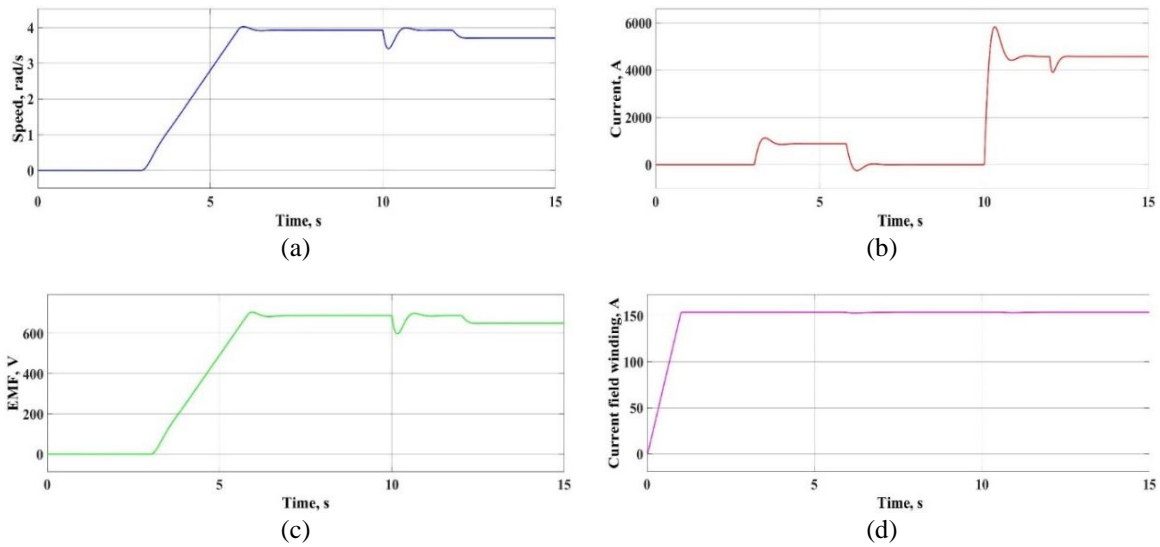 Speed, rad/s
4
3
2
1
0
0 5 10 15
Time, s
(a)
Current, A
6000
4000
2000
0
0 5 10 15
Time, s
(b)
EMF, V
600
400
200
0
0 5 10 15
Time, s
(c)
Current field winding, A
150
100
50
0
0 5 10 15
Time, s
(d)